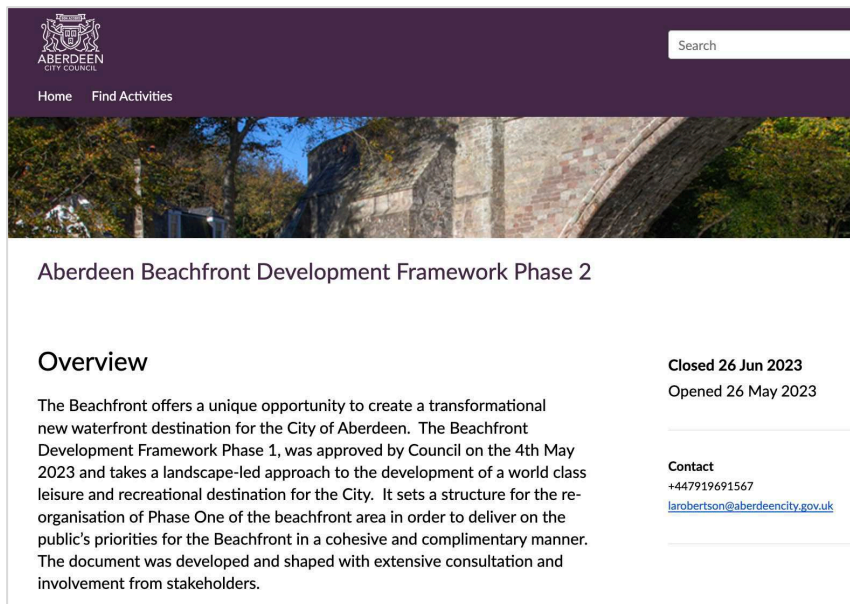 ABERDEEN
CITY COUNCIL
Search
Home Find Activities
Aberdeen Beachfront Development Framework Phase 2
Overview
The Beachfront offers a unique opportunity to create a transformational
new waterfront destination for the City of Aberdeen. The Beachfront
Development Framework Phase 1, was approved by Council on the 4th May
2023 and takes a landscape-led approach to the development of a world class
leisure and recreational destination for the City. It sets a structure for the re-
organisation of Phase One of the beachfront area in order to deliver on the
public's priorities for the Beachfront in a cohesive and complimentary manner.
The document was developed and shaped with extensive consultation and
involvement from stakeholders.
Closed 26 Jun 2023
Opened 26 May 2023
Contact
+447919691567
larobertson@aberdeencity.gov.uk